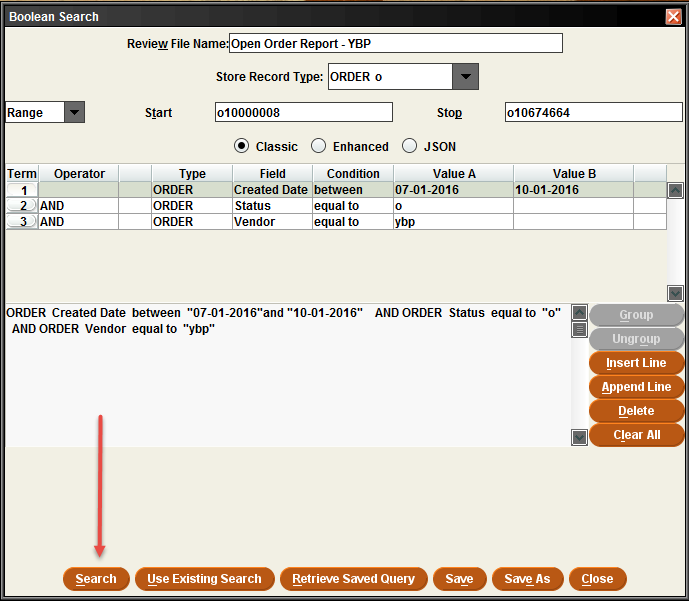 Boolean Search
Review File Name: Open Order Report - YBP
Store Record Type: ORDER o
Range Start o10000008 Stop o10674664
Classic Enhanced JSON
Term Operator Type Field Condition Value A Value B
1 ORDER Created Date between 07-01-2016 10-01-2016
2 AND ORDER Status equal to o
3 AND ORDER Vendor equal to ybp
ORDER Created Date between "07-01-2016"and "10-01-2016" AND ORDER Status equal to "o"
AND ORDER Vendor equal to "ybp"
Group
Ungroup
Insert Line
Append Line
Delete
Clear All
Search Use Existing Search Retrieve Saved Query Save Save As Close